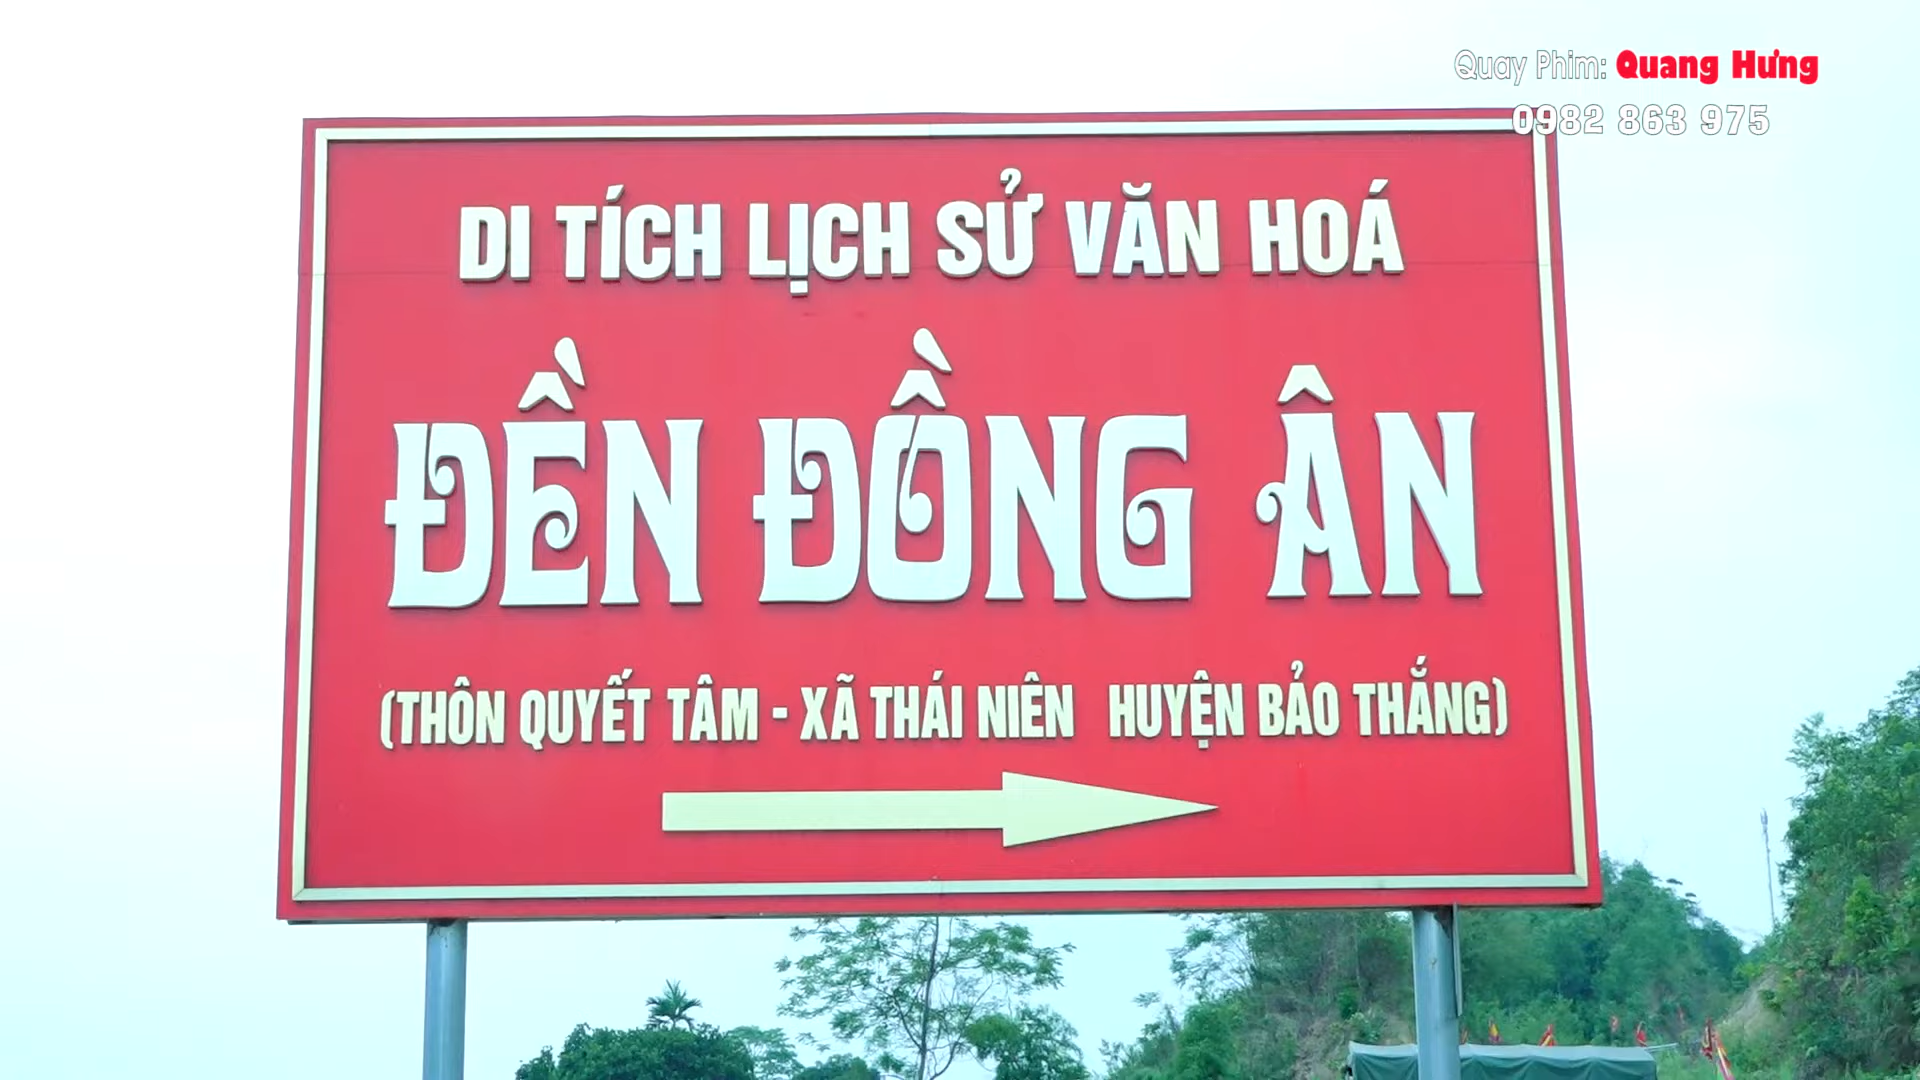 Quay Phim: Quang Hưng
0982 863 975
DI TÍCH LỊCH SỬ VĂN HOÁ
ĐỀN ĐỒNG ÂN
(THÔN QUYẾT TÂM - XÃ THÁI NIÊN HUYỆN BẢO THẮNG)